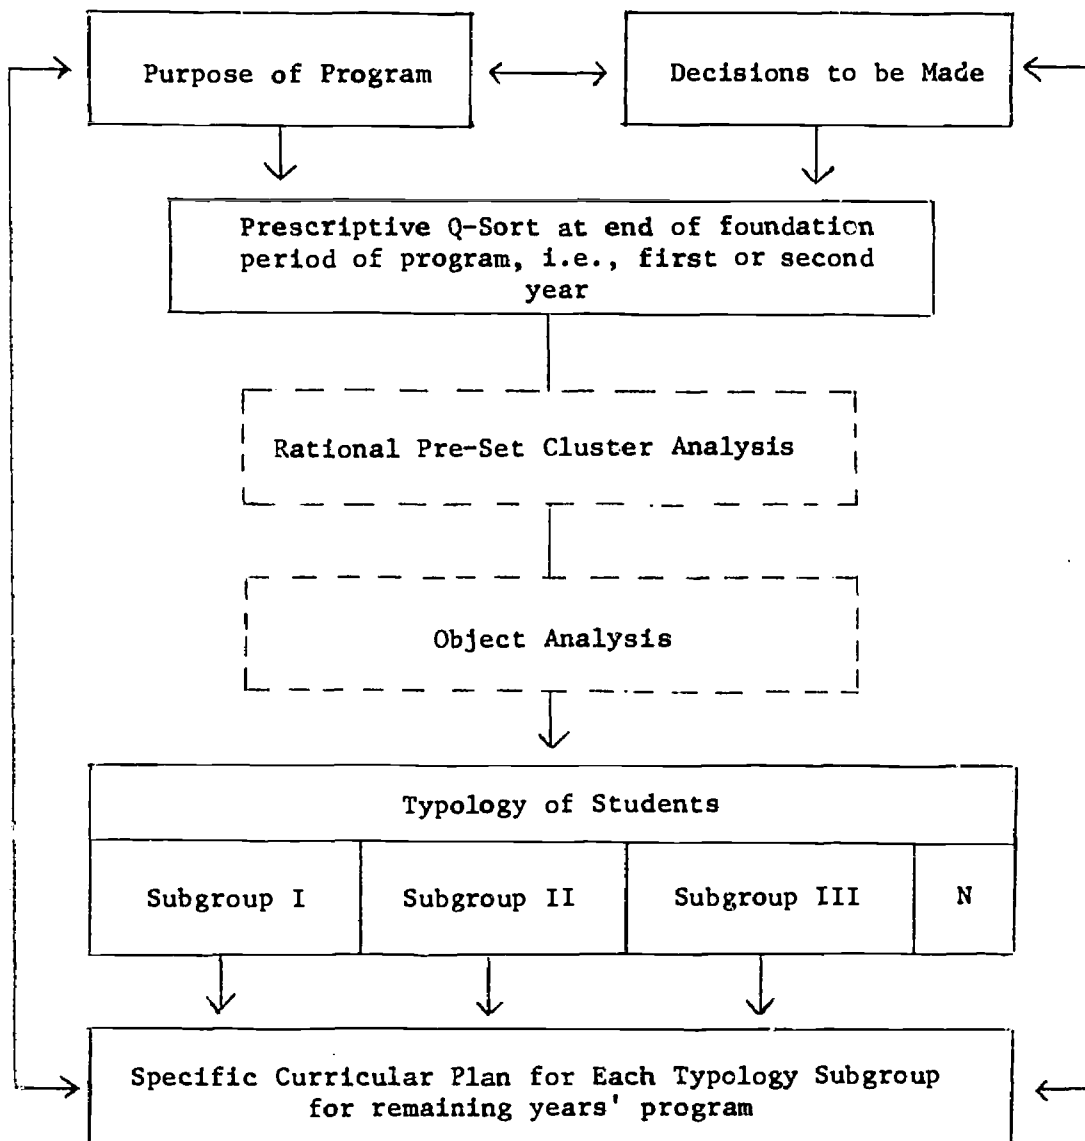 Purpose of Program
Decisions to be Made
Prescriptive Q-Sort at end of foundation
period of program, i.e., first or second
year
Rational Pre-Set Cluster Analysis
Object Analysis
Typology of Students
Subgroup I
Subgroup II
Subgroup III
N
Specific Curricular Plan for Each Typology Subgroup
for remaining years' program